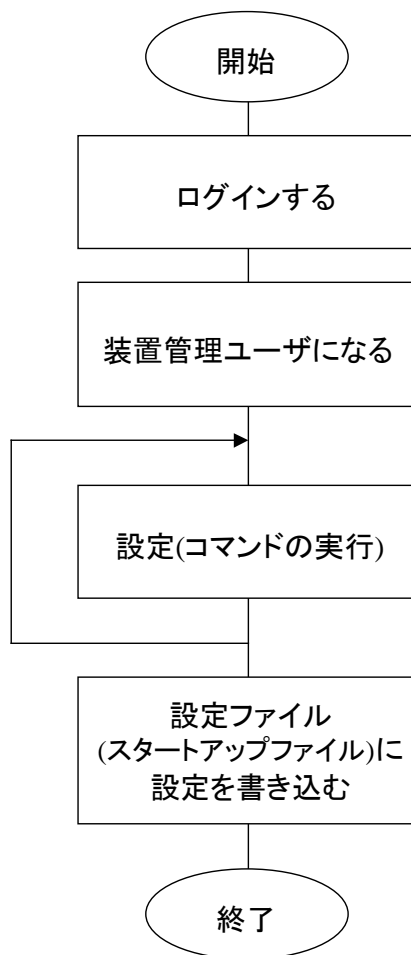 開始
ログインする
装置管理ユーザになる
設定(コマンドの実行)
設定ファイル
(スタートアップファイル)に
設定を書き込む
終了